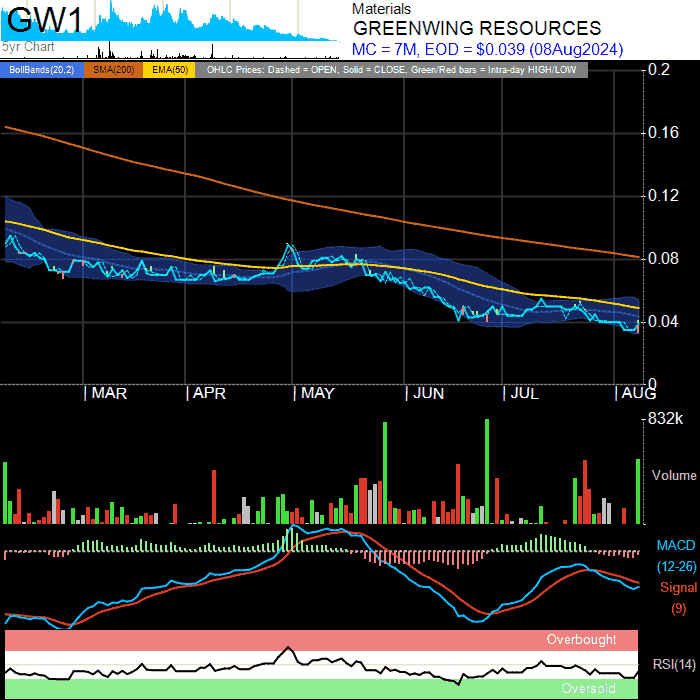 GW1
5yr Chart
Materials
GREENWING RESOURCES
MC = 7M, EOD = $0.039 (08Aug2024)
BollBands(20,2) SMA(200) EMA(50) OHLC Prices: Dashed = OPEN, Solid = CLOSE, Green/Red bars = Intra-day HIGH/LOW
0.2
0.16
0.12
0.08
0.04
0
MAR APR MAY JUN JUL AUG
832k
Volume
MACD
(12-26)
Signal
(9)
Overbought
RSI(14)
Oversold